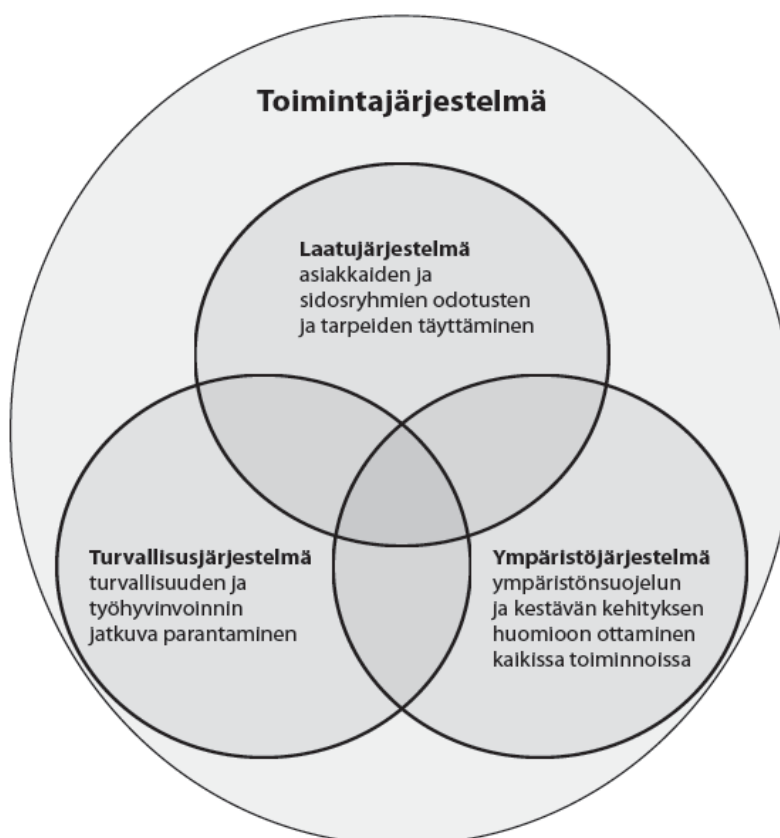 Toimintajärjestelmä
Laatujärjestelmä
asiakkaiden ja
sidosryhmien odotusten
ja tarpeiden täyttäminen
Turvallisusjärjestelmä
turvallisuuden ja
työhyvinvoinnin
jatkuva parantaminen
Ympäristöjärjestelmä
ympäristönsuojelun
ja kestävän kehityksen
huomioon ottaminen
kaikissa toiminnoissa